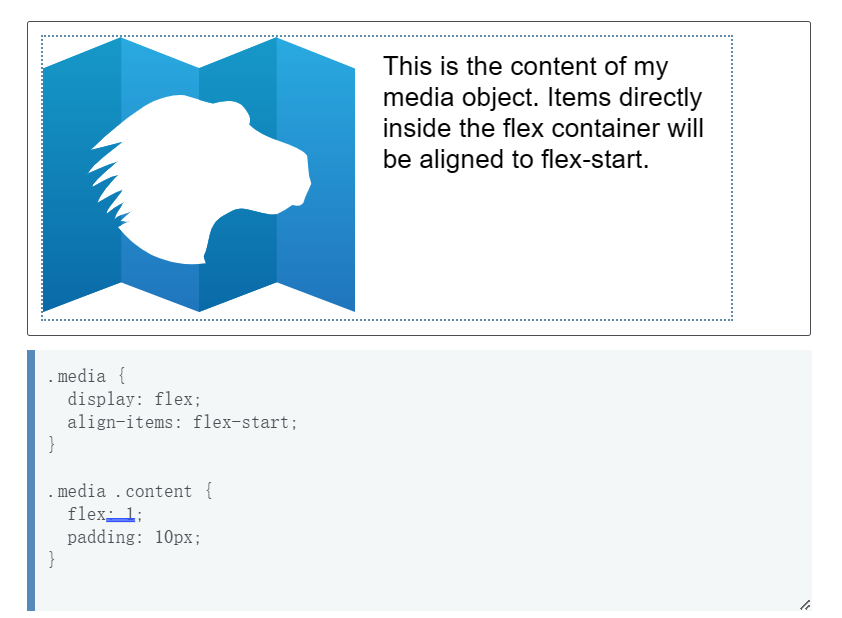 This is the content of my
media object. Items directly
inside the flex container will
be aligned to flex-start.
.media {
display: flex;
align-items: flex-start;
}
.media .content {
flex: 1;
padding: 10px;
}